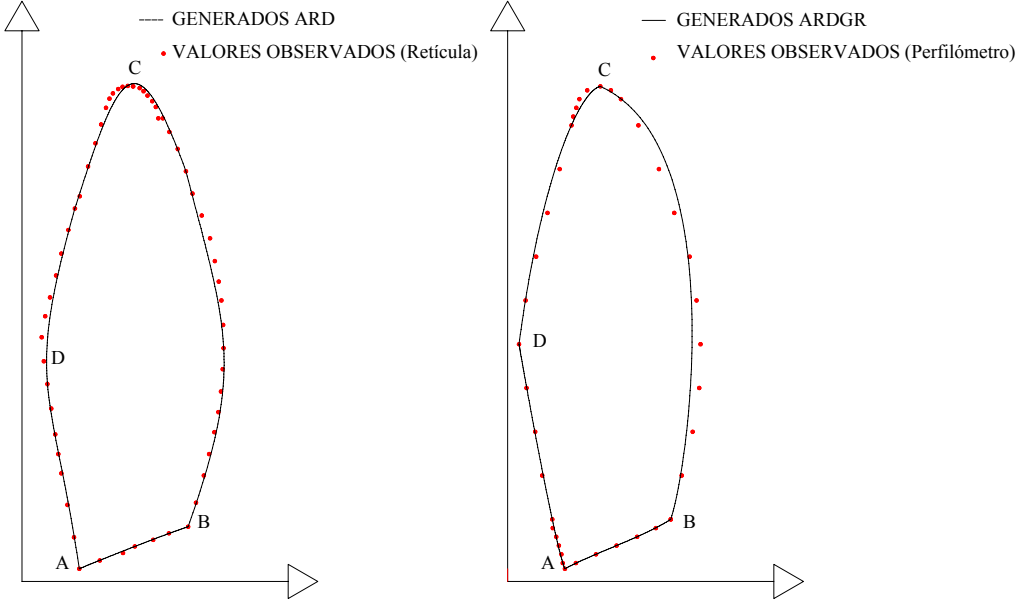 GENERADOS ARD
VALORES OBSERVADOS (Retícula)
C
D
B
A
GENERADOS ARDGR
VALORES OBSERVADOS (Perfilómetro)
C
D
B
A